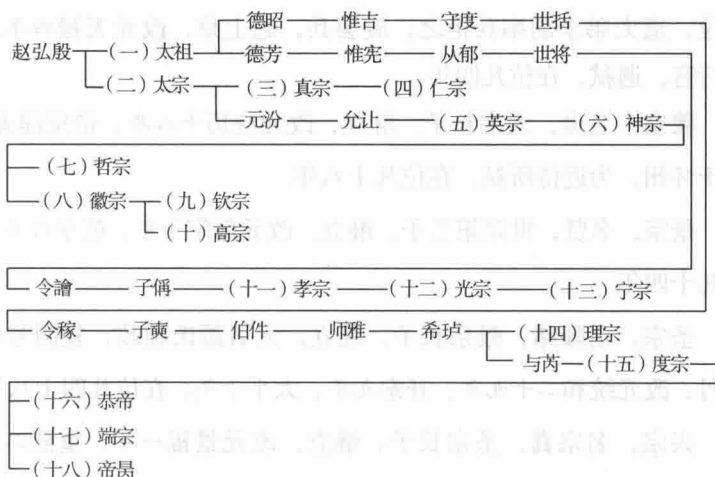 德昭——惟吉——守度——世括
赵弘殷 (一)太祖 德芳——惟宪——从郁——世将
(二)太宗 (三)真宗——(四)仁宗
元汾——允让——(五)英宗——(六)神宗
(七)哲宗
(八)徽宗 (九)钦宗
(十)高宗
令譮——子偁——(十一)孝宗——(十二)光宗——(十三)宁宗
令稼——子奭——伯仵——师雅——希瓐 (十四)理宗
与芮—(十五)度宗
(十六)恭帝
(十七)端宗
(十八)帝昺